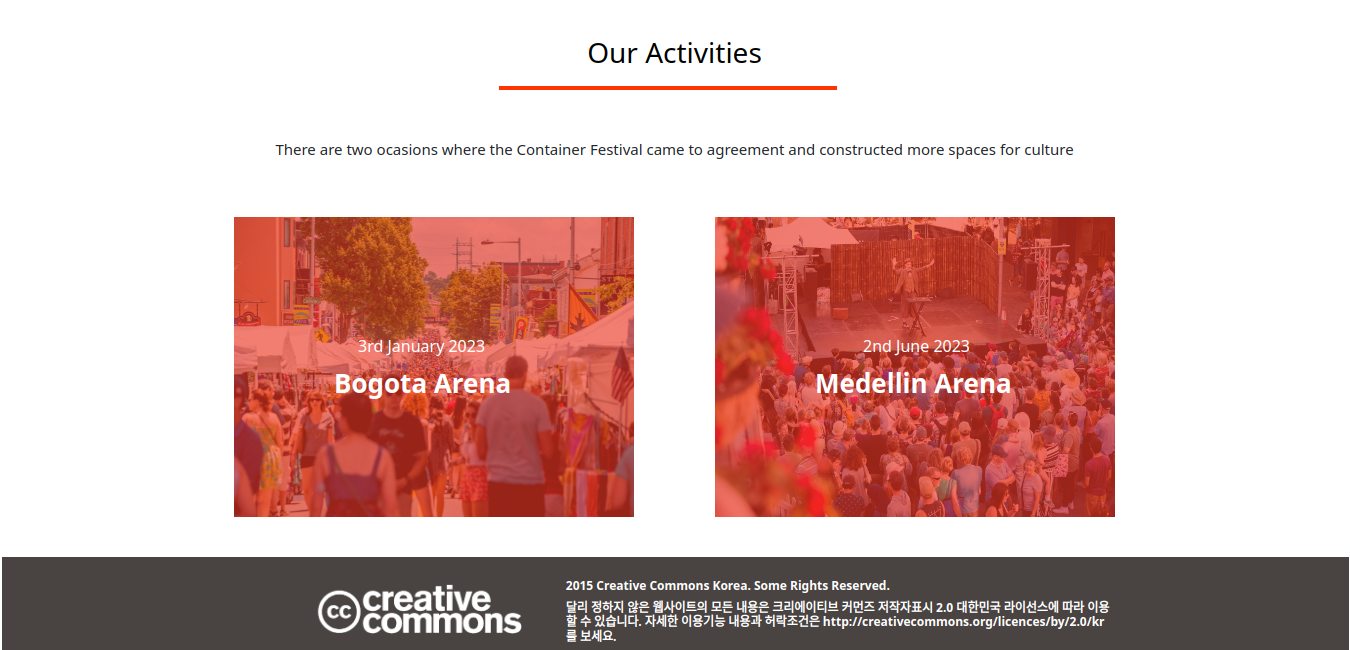 Our Activities
There are two ocasions where the Container Festival came to agreement and constructed more spaces for culture
3rd January 2023
Bogota Arena
2nd June 2023
Medellin Arena
cc creative
commons
2015 Creative Commons Korea. Some Rights Reserved.
달리 정하지 않은 웹사이트의 모든 내용은 크리에이티브 커먼즈 저작자표시 2.0 대한민국 라이선스에 따라 이용
할 수 있습니다. 자세한 이용기능 내용과 허락조건은 http://creativecommons.org/licences/by/2.0/kr
를 보세요.